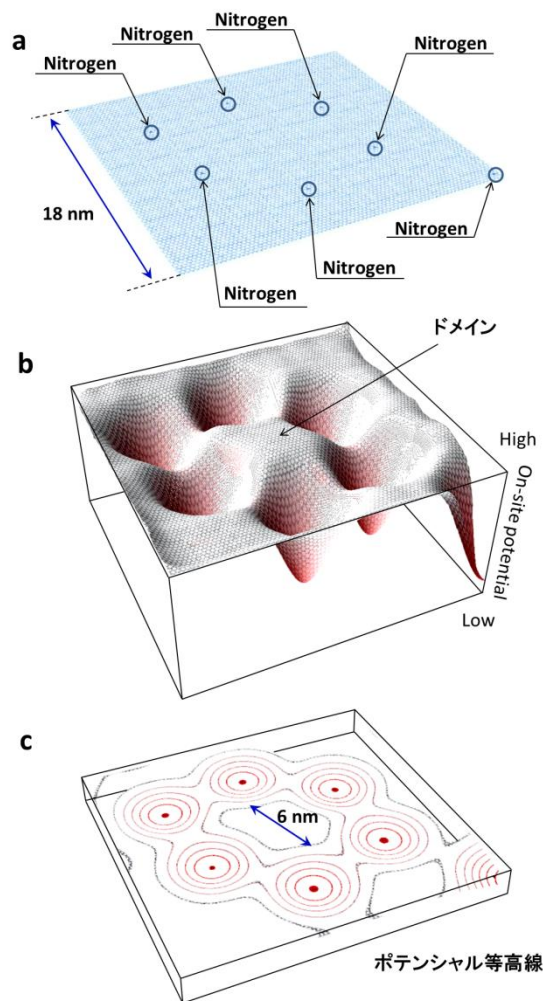 a
Nitrogen
Nitrogen
Nitrogen
Nitrogen
18 nm
Nitrogen
Nitrogen
Nitrogen
ドメイン
b
High
On-site potential
Low
c
6 nm
ポテンシャル等高線